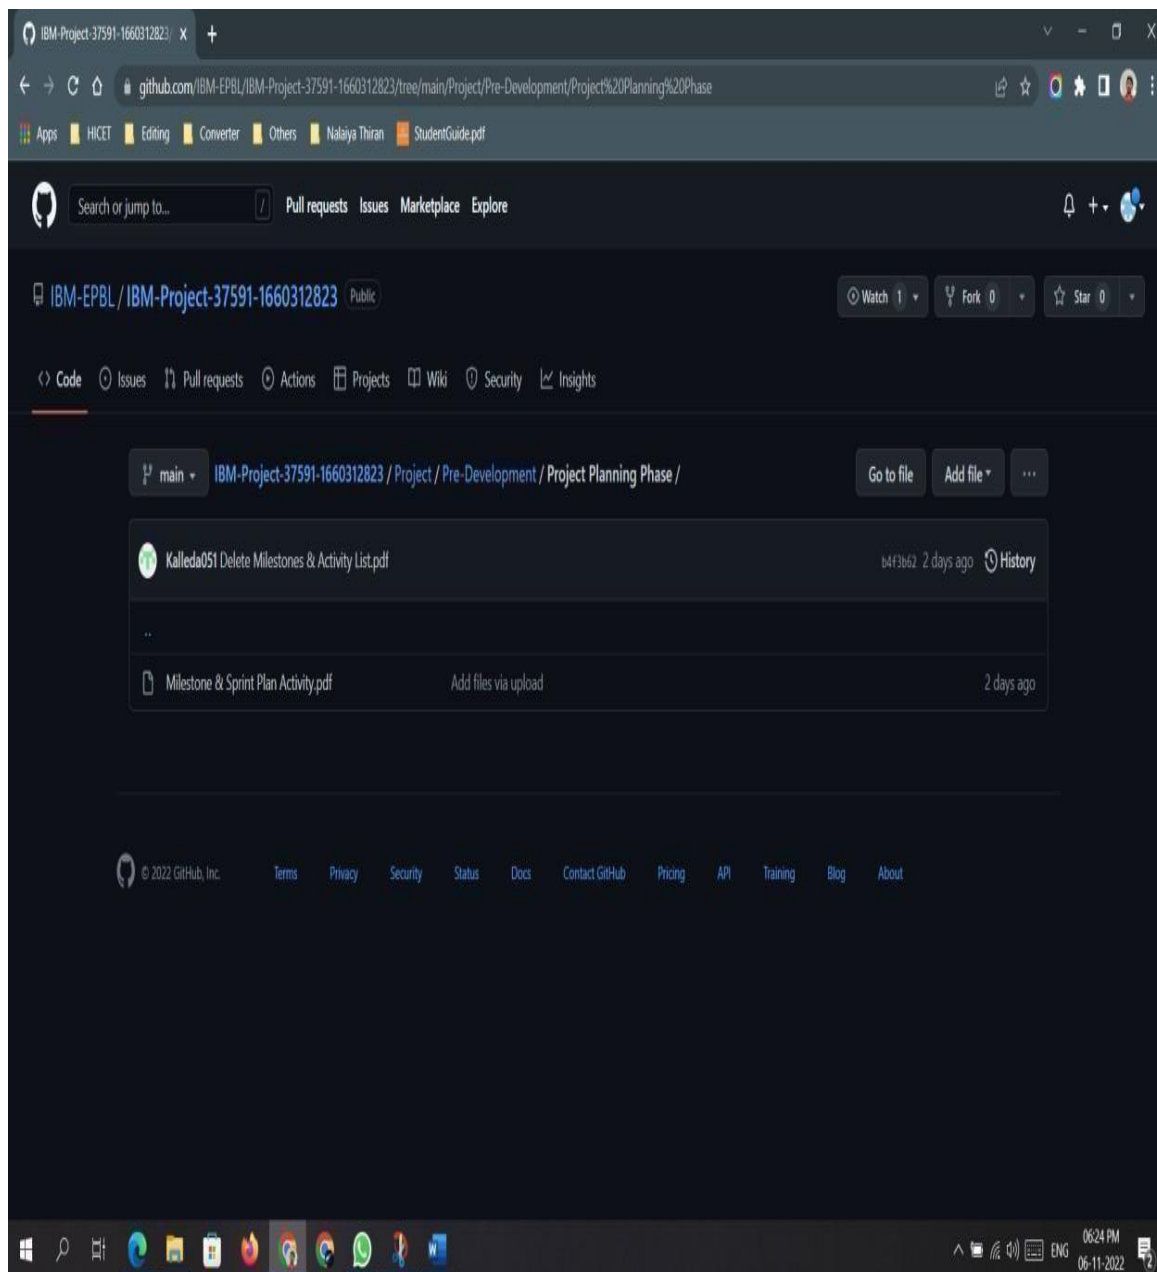 IBM-Project-37591-1660312823/ X +
github.com/IBM-EPBL/IBM-Project-37591-1660312823/tree/main/Project/Pre-Development/Project%20Planning%20Phase
Apps HICET Editing Converter Others Nalaiya Thiran StudentGuide.pdf
Search or jump to... / Pull requests Issues Marketplace Explore
IBM-EPBL / IBM-Project-37591-1660312823 Public Watch 1 Fork 0 Star 0
<> Code Issues Pull requests Actions Projects Wiki Security Insights
main IBM-Project-37591-1660312823 / Project / Pre-Development / Project Planning Phase / Go to file Add file ...
Kalleda051 Delete Milestones & Activity List.pdf b4f3b62 2 days ago History
..
Milestone & Sprint Plan Activity.pdf Add files via upload 2 days ago
© 2022 GitHub, Inc. Terms Privacy Security Status Docs Contact GitHub Pricing API Training Blog About
ENG 06:24 PM
06-11-2022 2